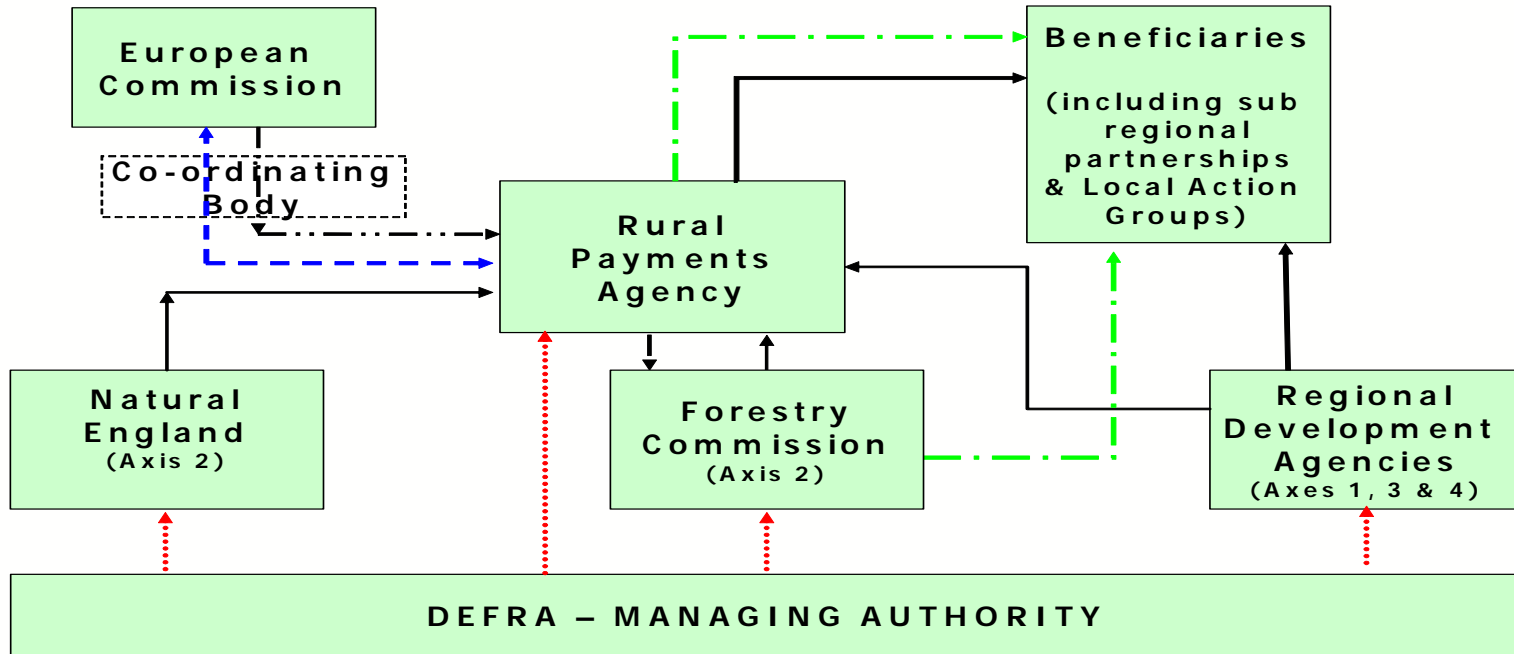 European
Commission
Co-ordinating
Body
Beneficiaries
(including sub
regional
partnerships
& Local Action
Groups)
Rural
Payments
Agency
Natural
England
(Axis 2)
Forestry
Commission
(Axis 2)
Regional
Development
Agencies
(Axes 1, 3 & 4)
DEFRA – MANAGING AUTHORITY